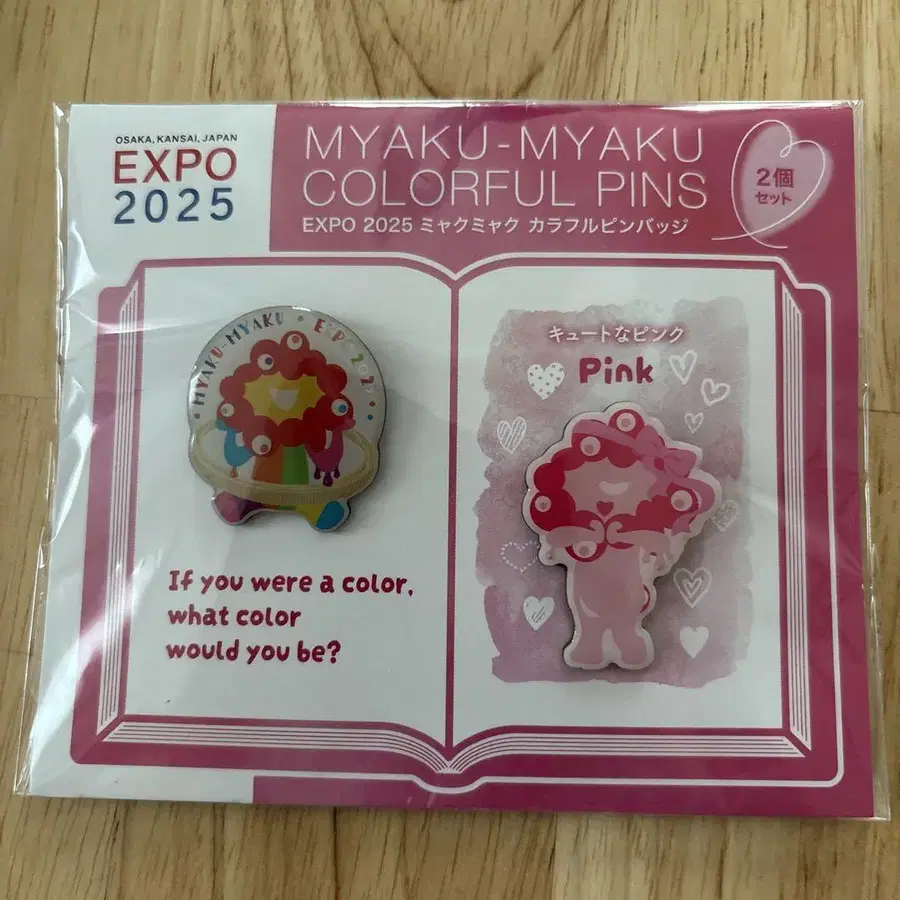 OSAKA, KANSAI, JAPAN
EXPO
2025
MYAKU-MYAKU
COLORFUL PINS
EXPO 2025 ミャクミャク カラフルピンバッジ
2個
セット
MYAKU-MYAKU • EXPO 2025
キュートなピンク
Pink
If you were a color,
what color
would you be?